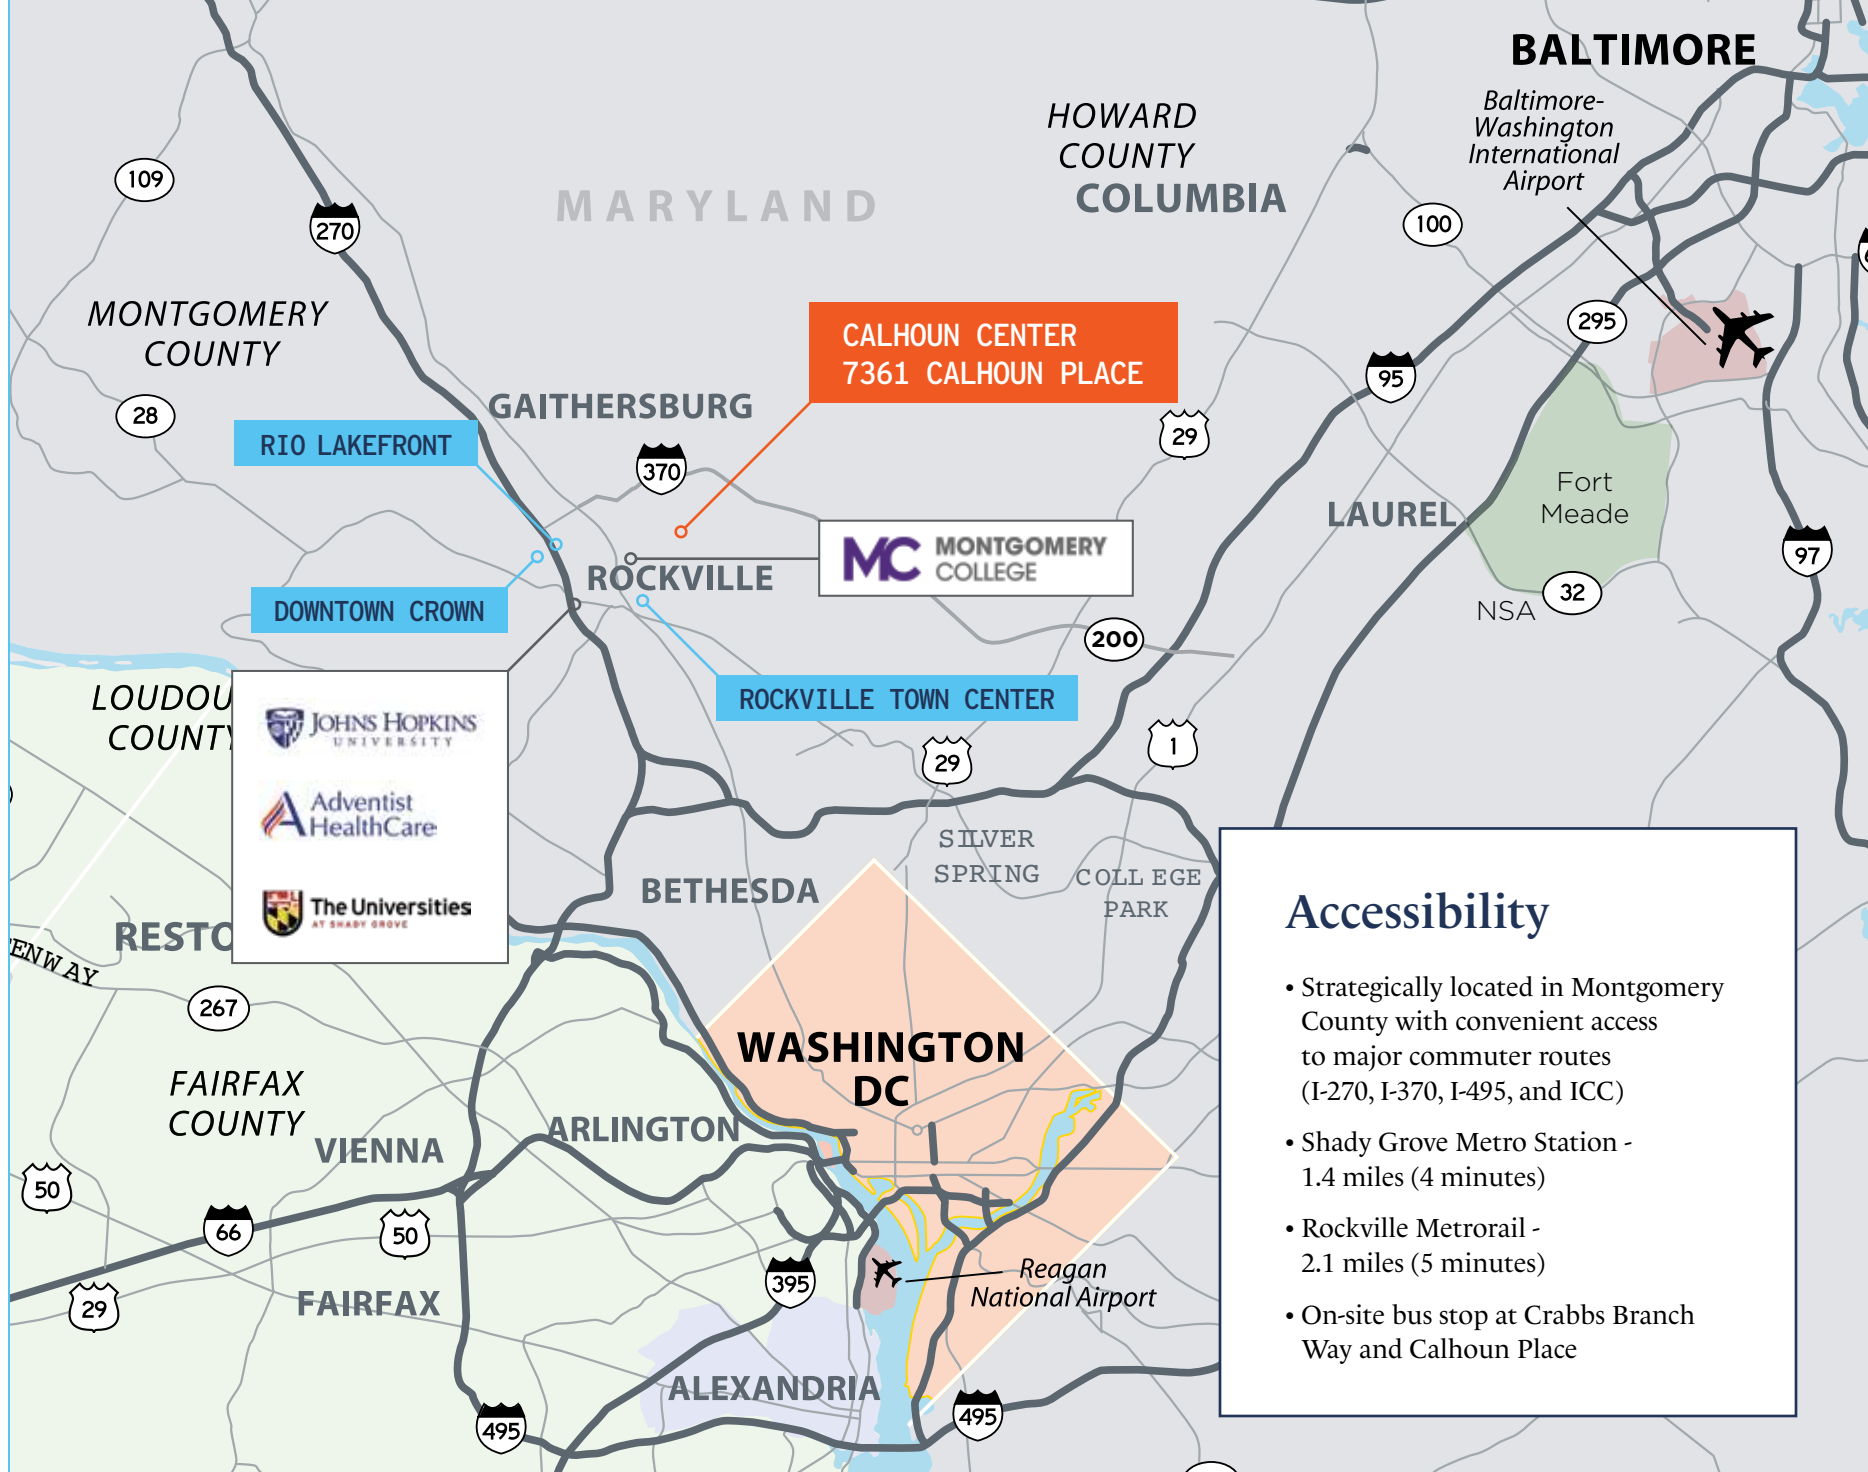 BALTIMORE
Baltimore-
Washington
International
Airport
HOWARD
COUNTY
COLUMBIA
MARYLAND
109
270
100
295
MONTGOMERY
COUNTY
CALHOUN CENTER
7361 CALHOUN PLACE
95
28
GAITHERSBURG
29
RIO LAKEFRONT
370
Fort
Meade
LAUREL
MC MONTGOMERY
COLLEGE
97
ROCKVILLE
DOWNTOWN CROWN
NSA
32
200
LOUDOU
COUNTY
ROCKVILLE TOWN CENTER
JOHNS HOPKINS
UNIVERSITY
1
29
Adventist
HealthCare
SILVER
SPRING
COLLEGE
PARK
BETHESDA
The Universities
AT SHADY GROVE
RESTO
ENWAY
267
WASHINGTON
DC
FAIRFAX
COUNTY
ARLINGTON
VIENNA
50
66
50
395
Reagan
National Airport
29
FAIRFAX
ALEXANDRIA
495
495
Accessibility
• Strategically located in Montgomery
County with convenient access
to major commuter routes
(I-270, I-370, I-495, and ICC)
• Shady Grove Metro Station -
1.4 miles (4 minutes)
• Rockville Metrorail -
2.1 miles (5 minutes)
• On-site bus stop at Crabbs Branch
Way and Calhoun Place